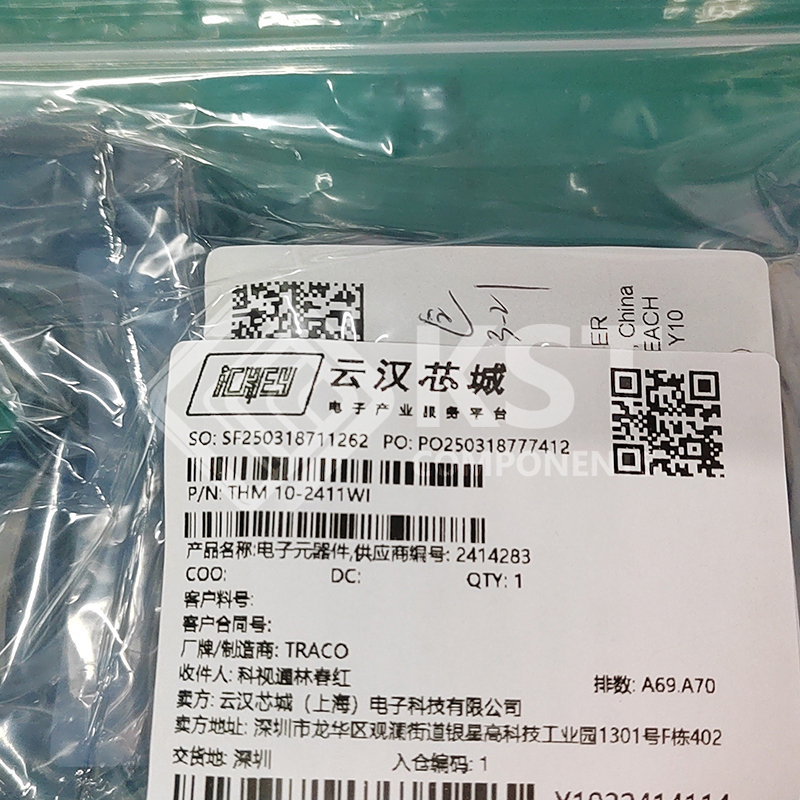 3-21
ER
China
EACH
Y10
ICKEY
云汉芯城
电子产业服务平台
KST
COMPONEN
SO: SF250318711262 PO: PO250318777412
P/N: THM 10-2411WI
产品名称:电子元器件,供应商编号: 2414283
COO: DC: QTY: 1
客户料号:
客户合同号:
厂牌/制造商: TRACO
收件人: 科视通林春红 排数: A69.A70
卖方: 云汉芯城（上海）电子科技有限公司
卖方地址: 深圳市龙华区观澜街道银星高科技工业园1301号F栋402
交货地: 深圳 入仓编码: 1